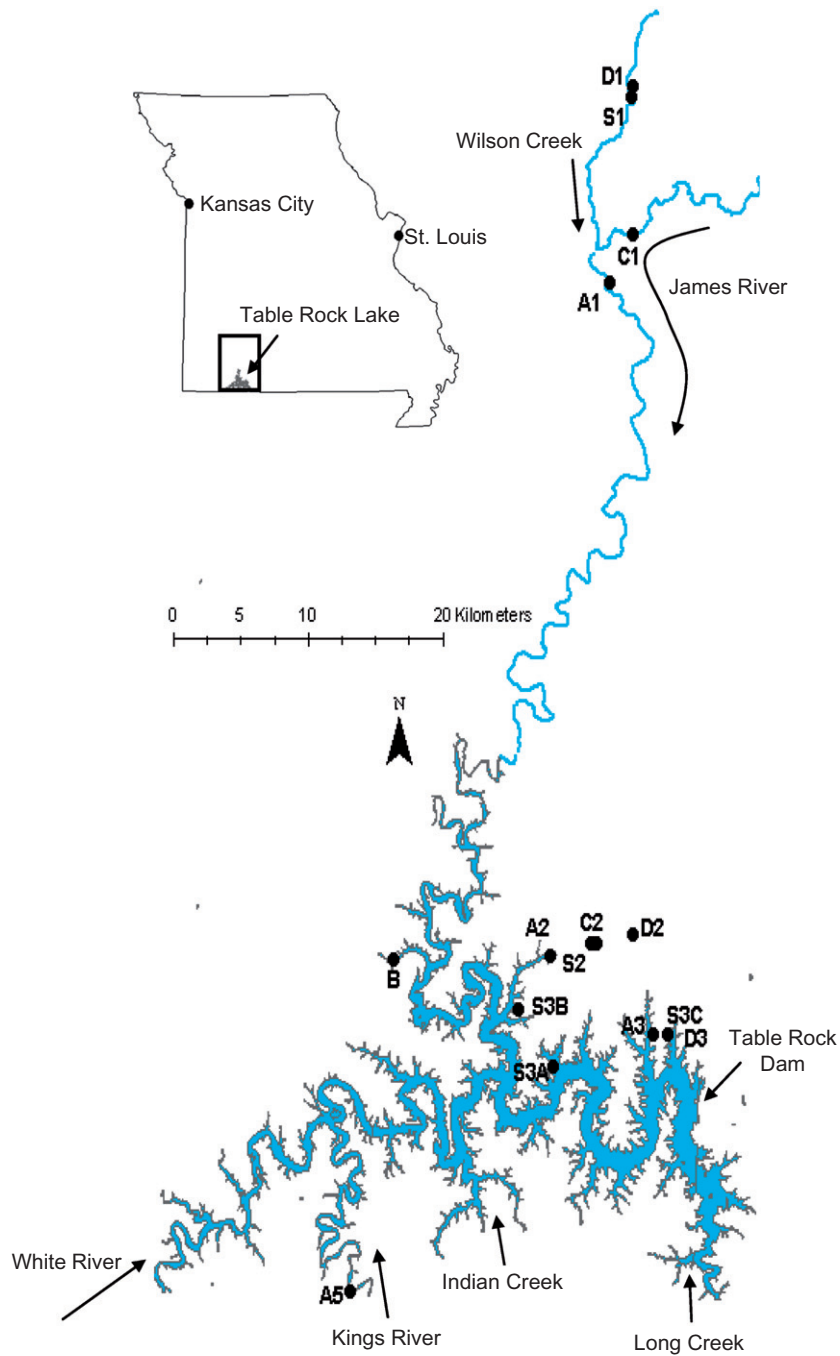 D1
S1
Wilson Creek
Kansas City
St. Louis
C1
James River
A1
Table Rock Lake
0 5 10 20 Kilometers
N
A2
C2
D2
S2
B
S3B
A3
S3C
D3
Table Rock
Dam
S3A
White River
A5
Indian Creek
Kings River
Long Creek